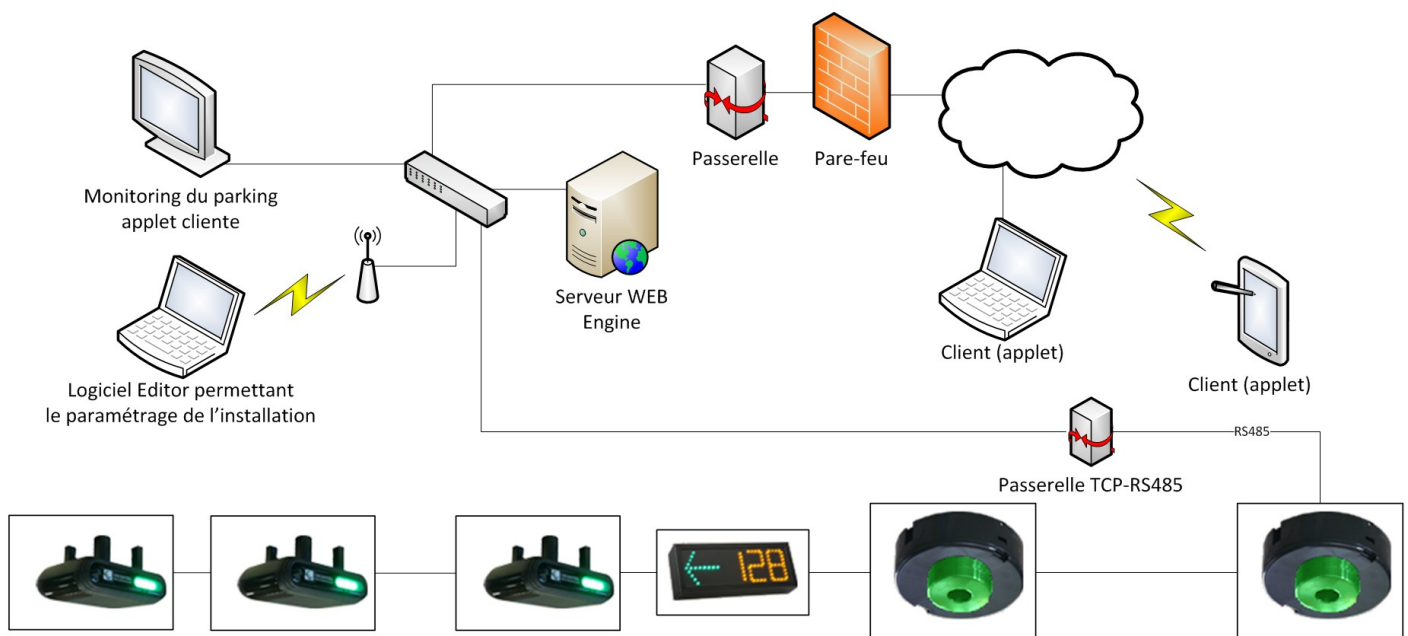 Passerelle
Pare-feu
Monitoring du parking
applet cliente
Serveur WEB
Engine
Client (applet)
Client (applet)
Logiciel Editor permettant
le paramétrage de l’installation
RS485
Passerelle TCP-RS485
128